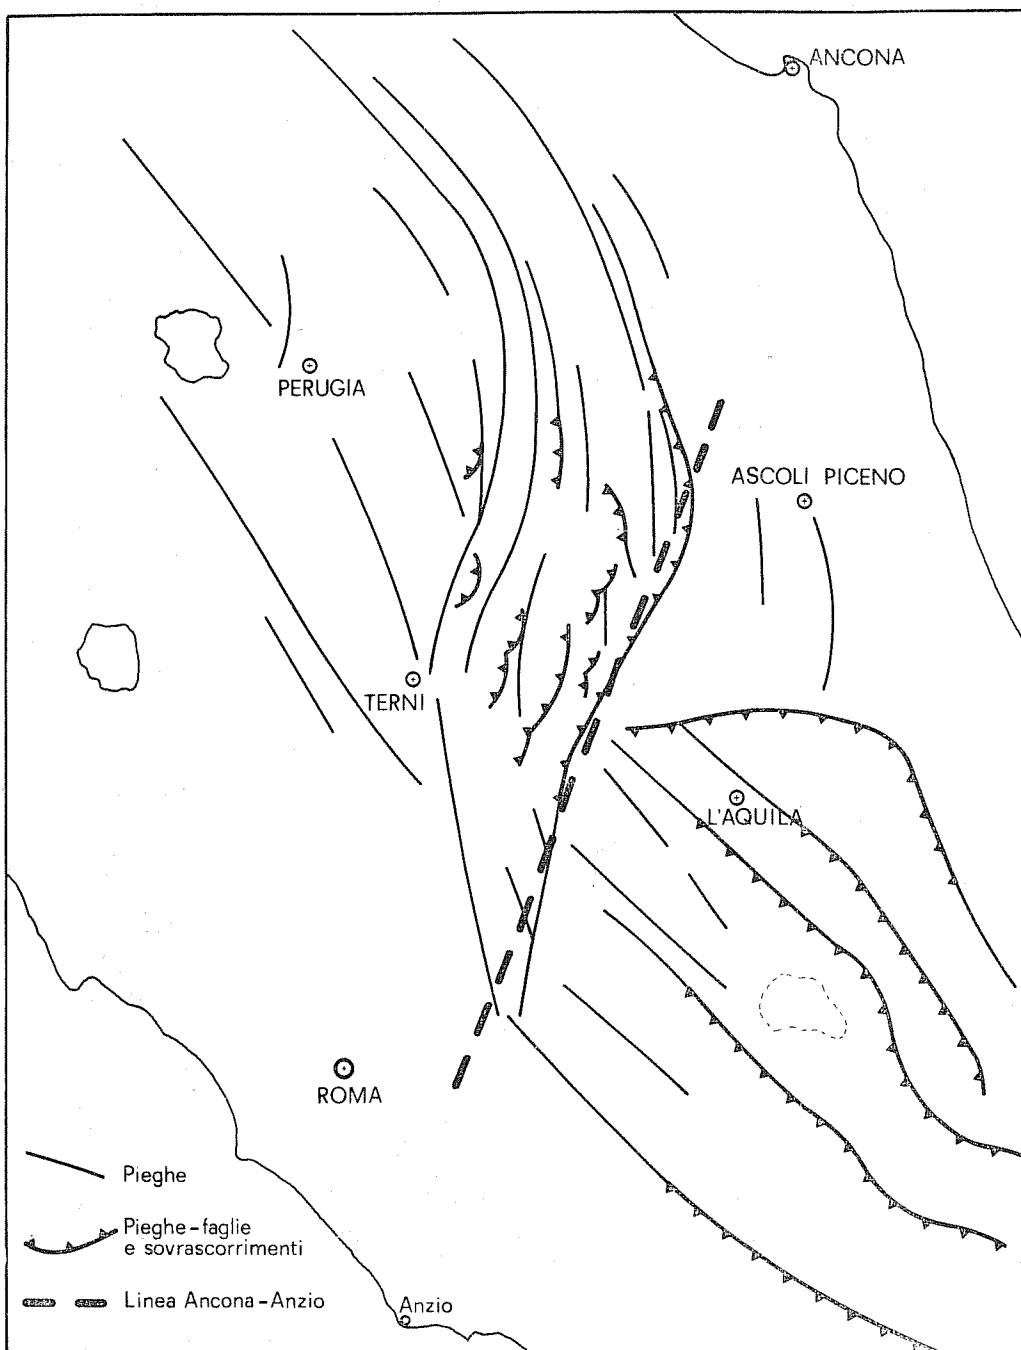 ANCONA
PERUGIA
ASCOLI PICENO
TERNI
L'AQUILA
ROMA
Pieghe
Pieghe-faglie
e sovrascorrimenti
Linea Ancona-Anzio
Anzio